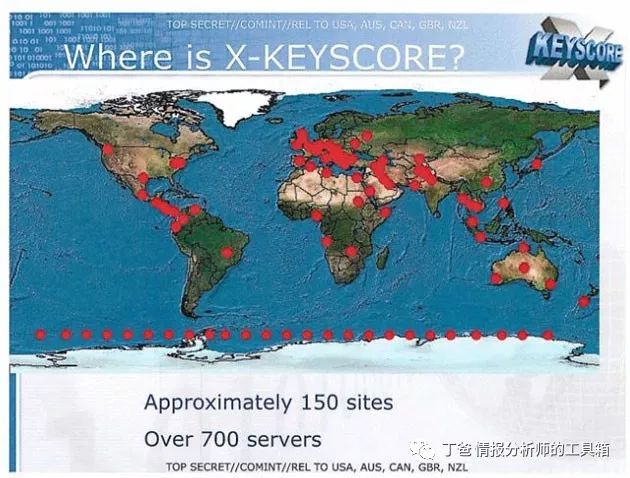 TOP SECRET//COMINT//REL TO USA, AUS, CAN, GBR, NZL
Where is X-KEYSCORE?
X
KEYSCORE
Approximately 150 sites
Over 700 servers
丁爸 情报分析师的工具箱
TOP SECRET//COMINT//REL TO USA, AUS, CAN, GBR, NZL